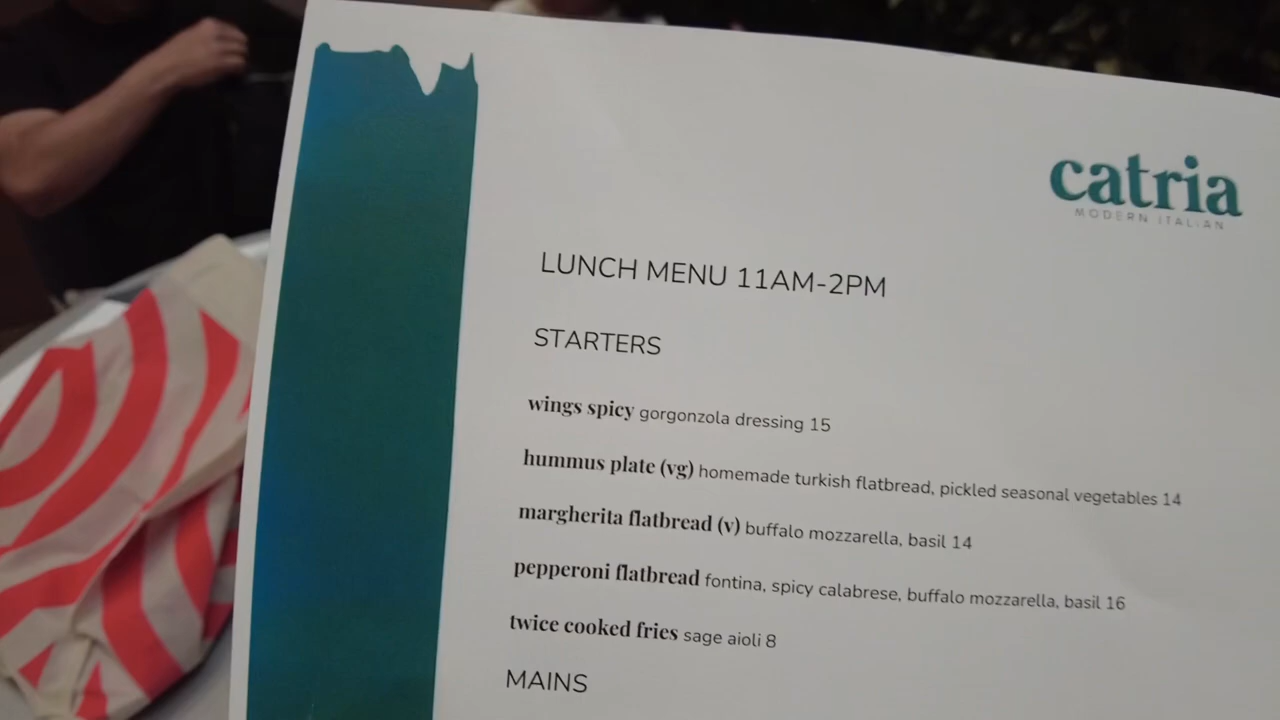 catria
MODERN ITALIAN
LUNCH MENU 11AM-2PM
STARTERS
wings spicy gorgonzola dressing 15
hummus plate (vg) homemade turkish flatbread, pickled seasonal vegetables 14
margherita flatbread (v) buffalo mozzarella, basil 14
pepperoni flatbread fontina, spicy calabrese, buffalo mozzarella, basil 16
twice cooked fries sage aioli 8
MAINS